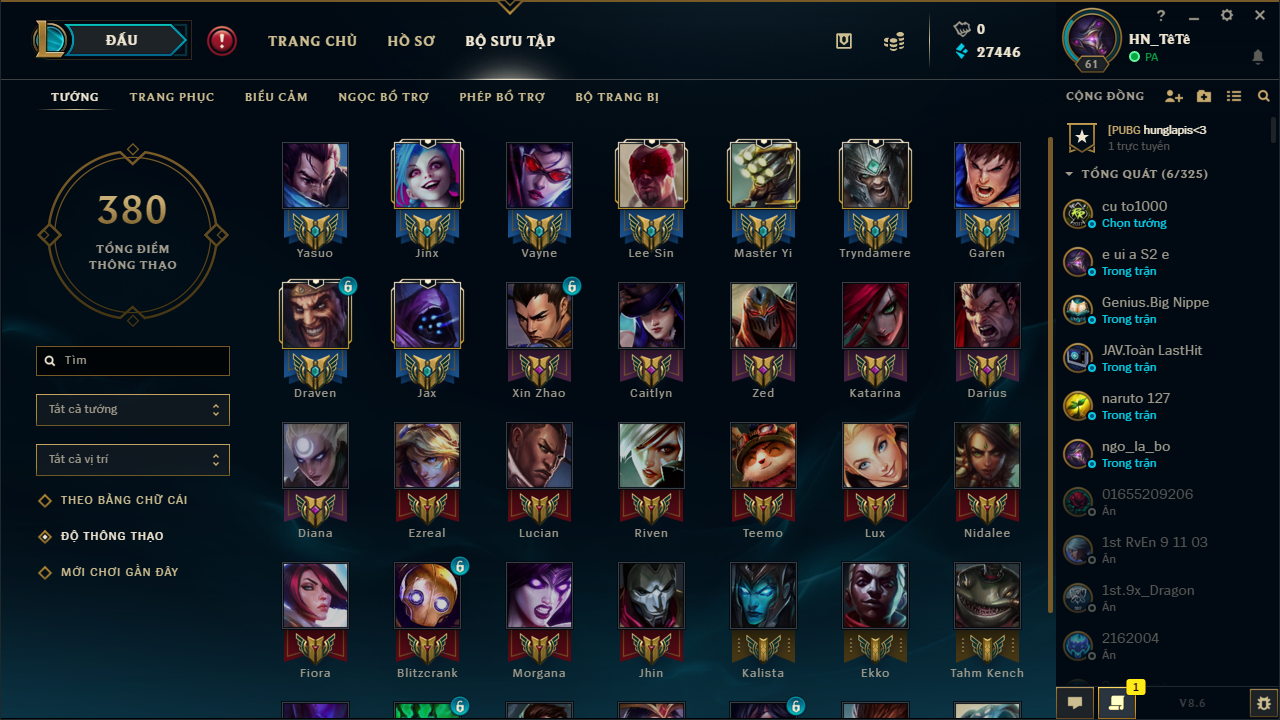 ĐẤU
TRANG CHỦ
HỒ SƠ
BỘ SƯU TẬP
0
27446
61
HN_TêTê
PA
TƯỚNG
TRANG PHỤC
BIỂU CẢM
NGỌC BỔ TRỢ
PHÉP BỔ TRỢ
BỘ TRANG BỊ
380
TỔNG ĐIỂM
THÔNG THẠO
Tìm
Tất cả tướng
Tất cả vị trí
THEO BẢNG CHỮ CÁI
ĐỘ THÔNG THẠO
MỚI CHƠI GẦN ĐÂY
Yasuo
Jinx
Vayne
Lee Sin
Master Yi
Tryndamere
Garen
6
6
Draven
Jax
Xin Zhao
Caitlyn
Zed
Katarina
Darius
Diana
Ezreal
Lucian
Riven
Teemo
Lux
Nidalee
6
Fiora
Blitzcrank
Morgana
Jhin
Kalista
Ekko
Tahm Kench
6
6
CỘNG ĐỒNG
[PUBG hunglapis<3
1 trực tuyến
TỔNG QUÁT (6/325)
cu to1000
Chọn tướng
e ui a S2 e
Trong trận
Genius.Big Nippe
Trong trận
JAV.Toàn LastHit
Trong trận
naruto 127
Trong trận
ngo_la_bo
Trong trận
01655209206
Ẩn
1st RvEn 9 11 03
Ẩn
1st.9x_Dragon
Ẩn
2162004
Ẩn
1
V8.6